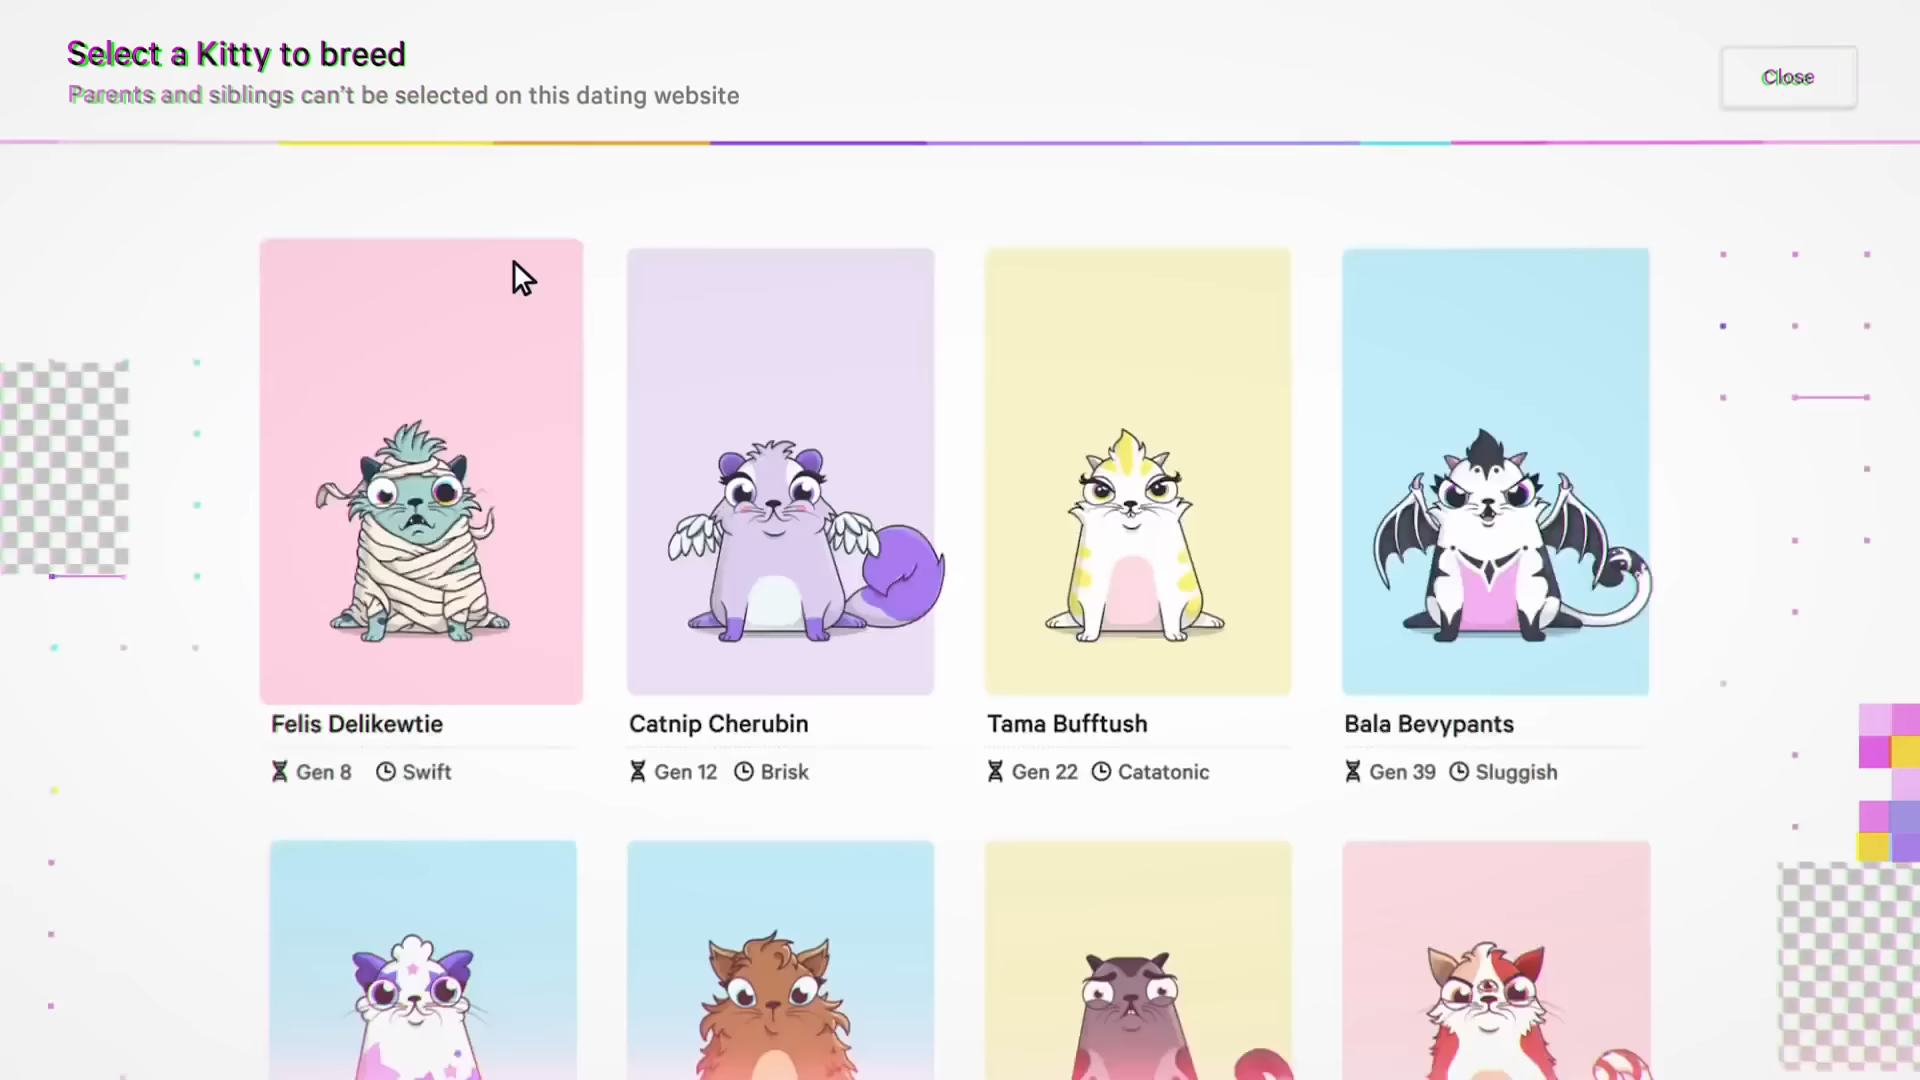 Select a Kitty to breed
Parents and siblings can't be selected on this dating website
Close
Felis Delikewtie
Catnip Cherubin
Tama Bufftush
Bala Bevypants
Gen 8 Swift
Gen 12 Brisk
Gen 22 Catatonic
Gen 39 Sluggish